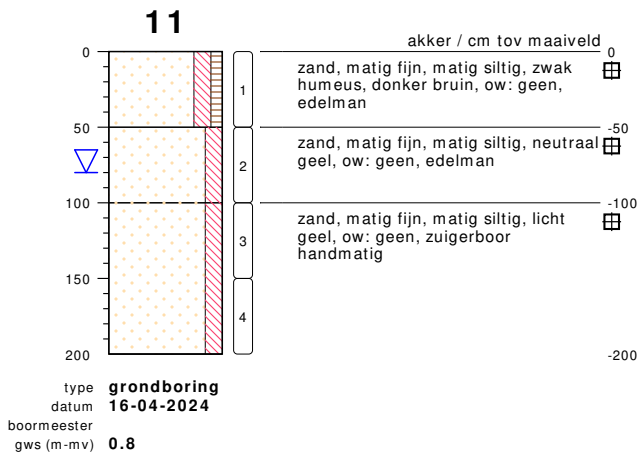 11
akker / cm tov maaiveld
0
0
zand, matig fijn, matig siltig, zwak
humeus, donker bruin, ow: geen,
edelman
1
50
-50
zand, matig fijn, matig siltig, neutraal
geel, ow: geen, edelman
2
100
-100
zand, matig fijn, matig siltig, licht
geel, ow: geen, zuigerboor
handmatig
3
150
4
200
-200
type grondboring
datum 16-04-2024
boormeester
gws (m-mv) 0.8